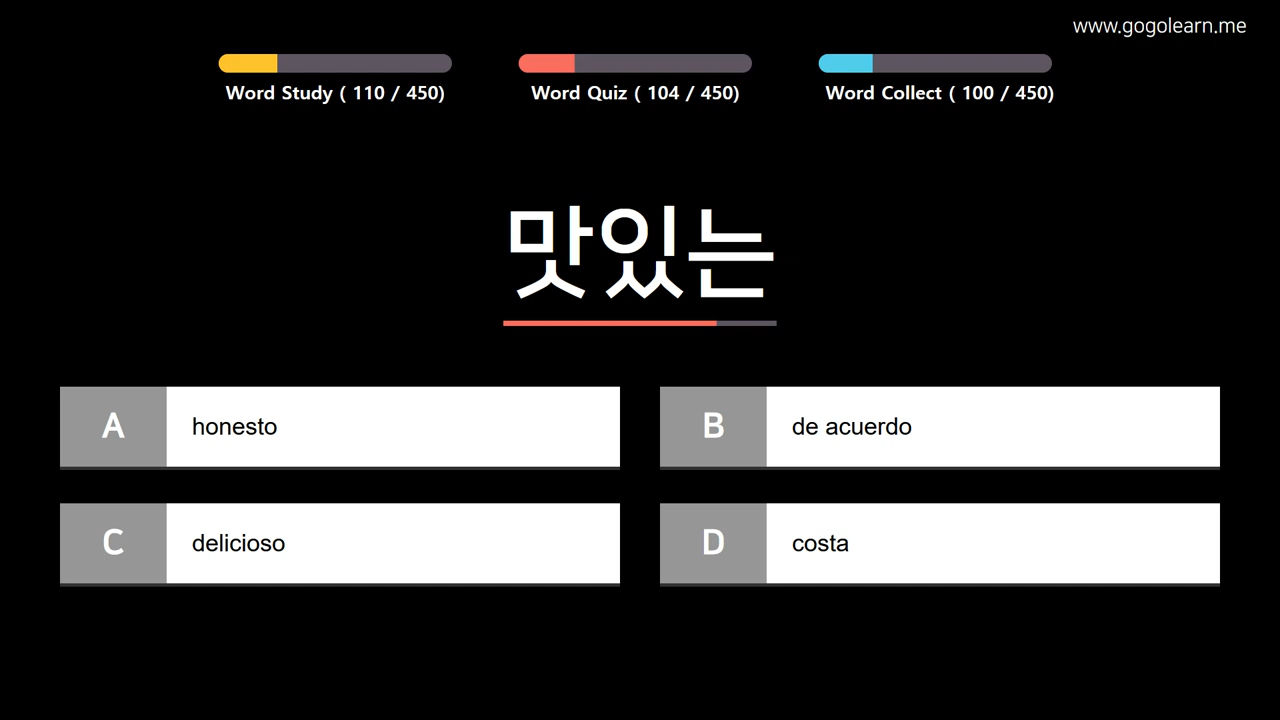 www.gogolearn.me
Word Study ( 110 / 450)
Word Quiz ( 104 / 450)
Word Collect ( 100 / 450)
맛있는
A honesto
B de acuerdo
C delicioso
D costa